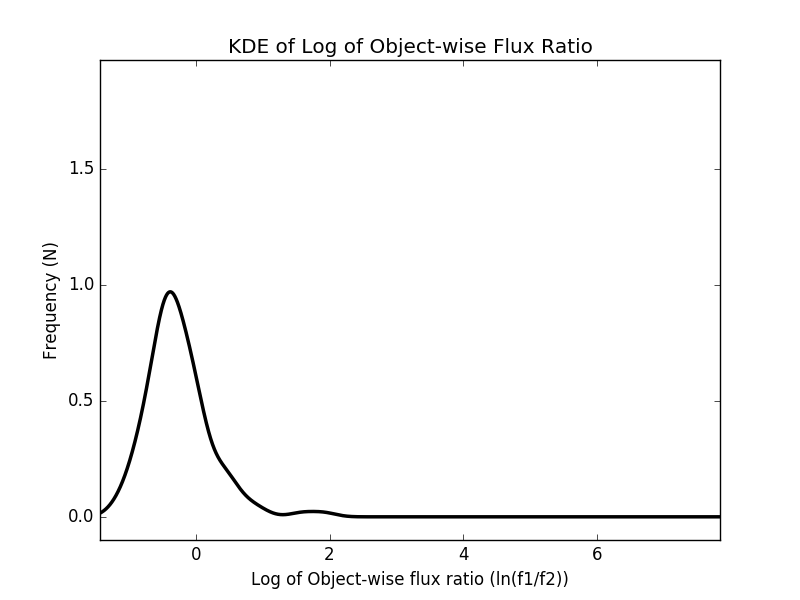 KDE of Log of Object-wise Flux Ratio
1.5
1.0
0.5
0.0
Frequency (N)
0 2 4 6
Log of Object-wise flux ratio (ln(f1/f2))